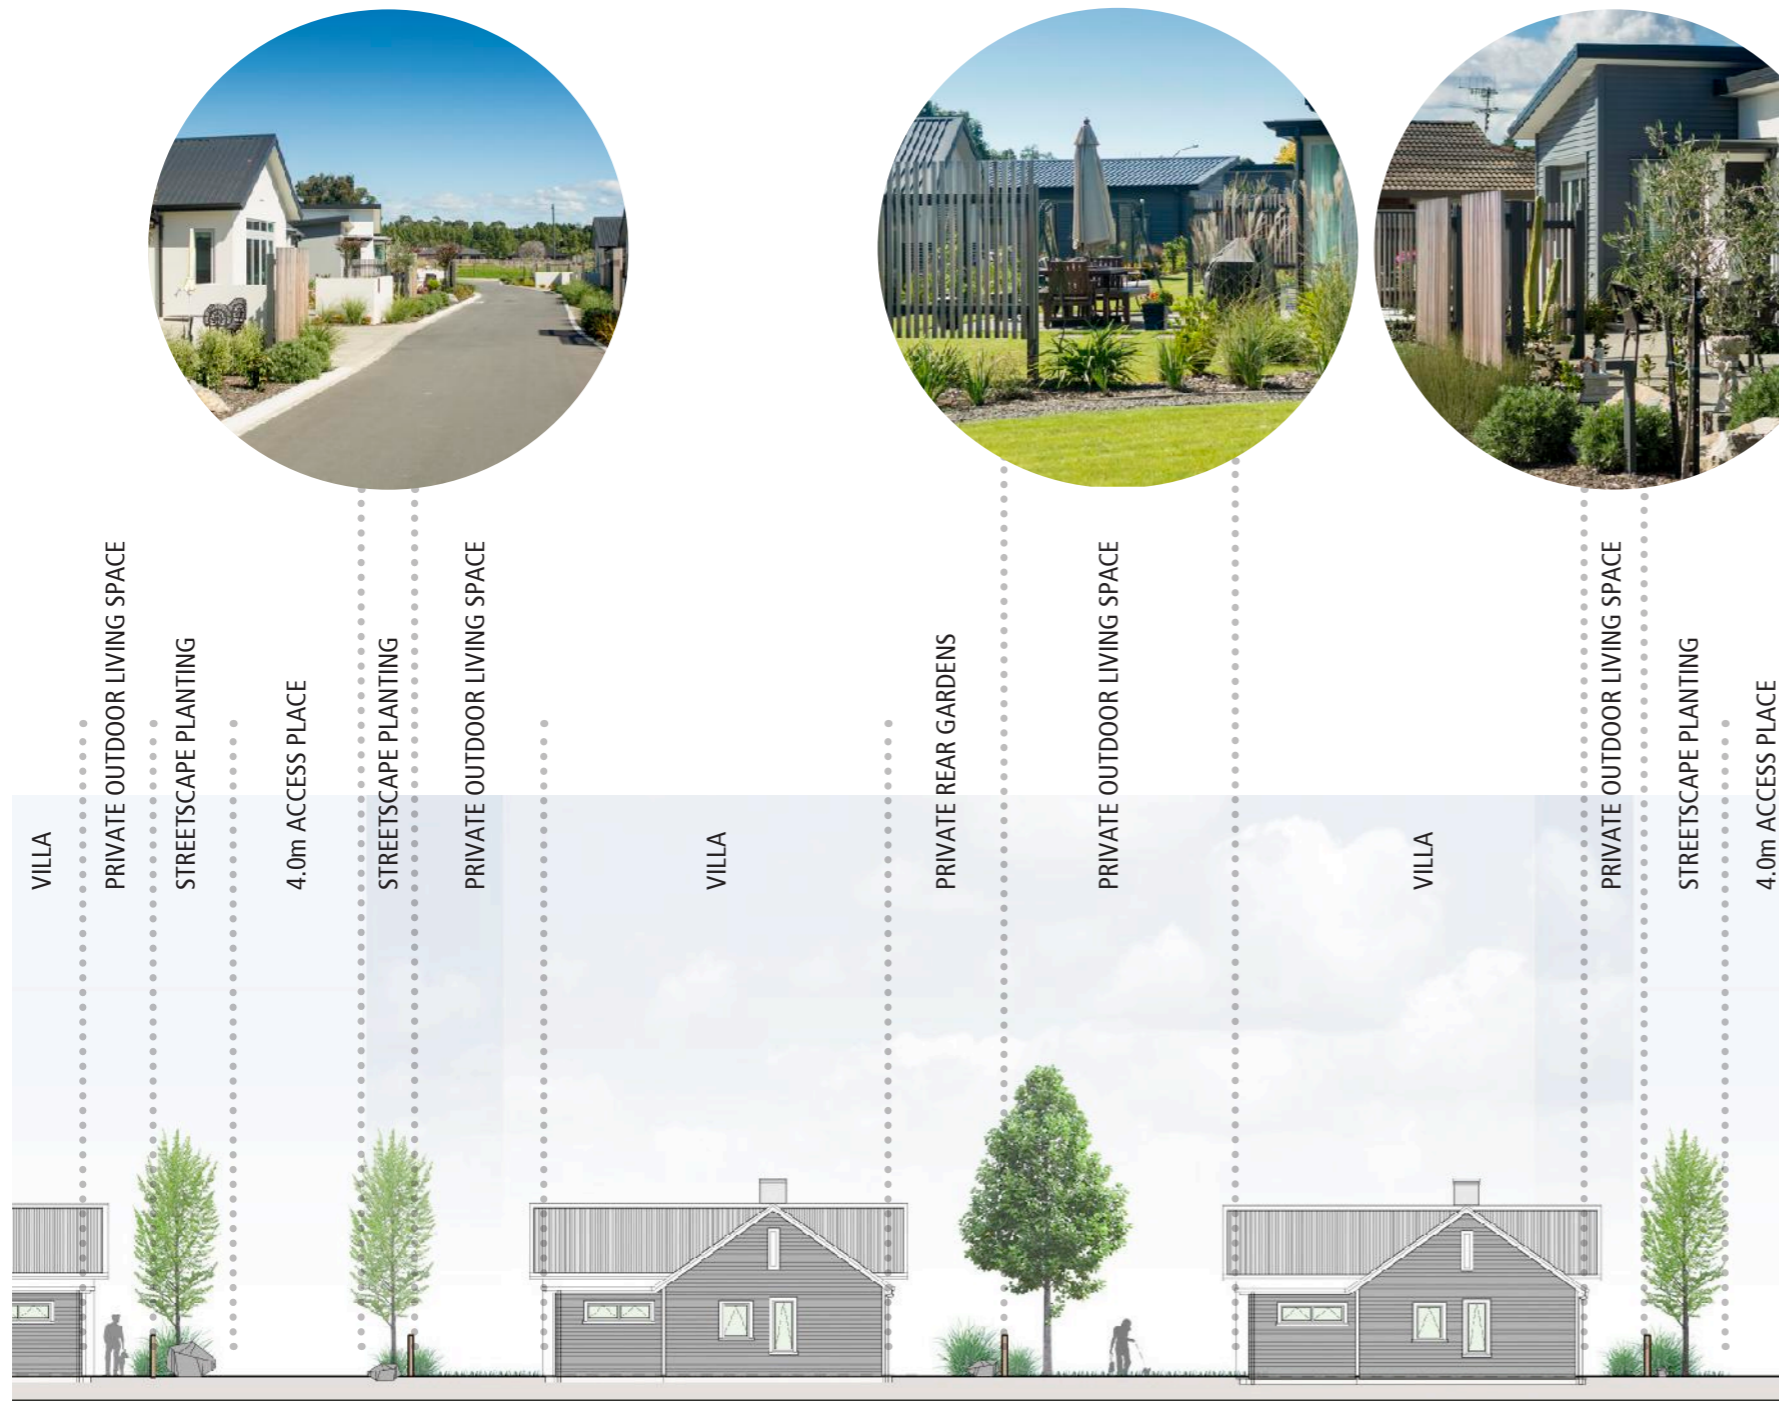 VILLA
PRIVATE OUTDOOR LIVING SPACE
STREETSCAPE PLANTING
4.0m ACCESS PLACE
STREETSCAPE PLANTING
PRIVATE OUTDOOR LIVING SPACE
VILLA
PRIVATE REAR GARDENS
PRIVATE OUTDOOR LIVING SPACE
VILLA
PRIVATE OUTDOOR LIVING SPACE
STREETSCAPE PLANTING
4.0m ACCESS PLACE